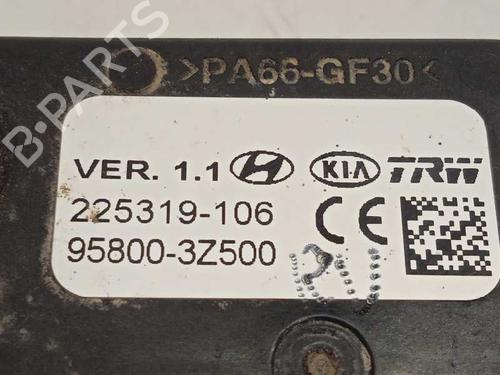 >PA66-GF30<
VER. 1.1 KIA TRW
225319-106 CE
95800-3Z500
B-PARTS